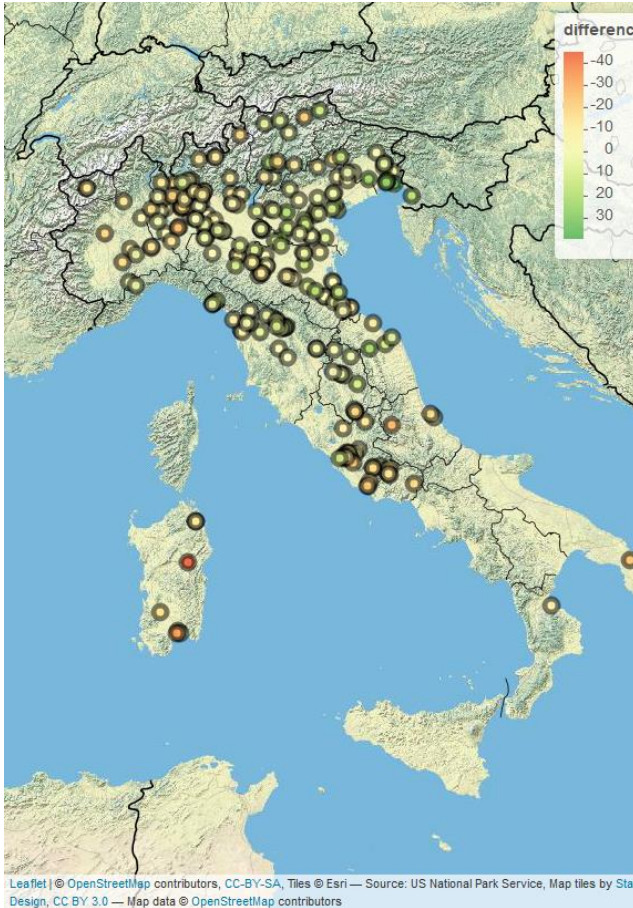 differenc
-40
-30
-20
-10
0
10
20
30
Leaflet | © OpenStreetMap contributors, CC-BY-SA, Tiles © Esri — Source: US National Park Service, Map tiles by Sta
Design, CC BY 3.0 — Map data © OpenStreetMap contributors